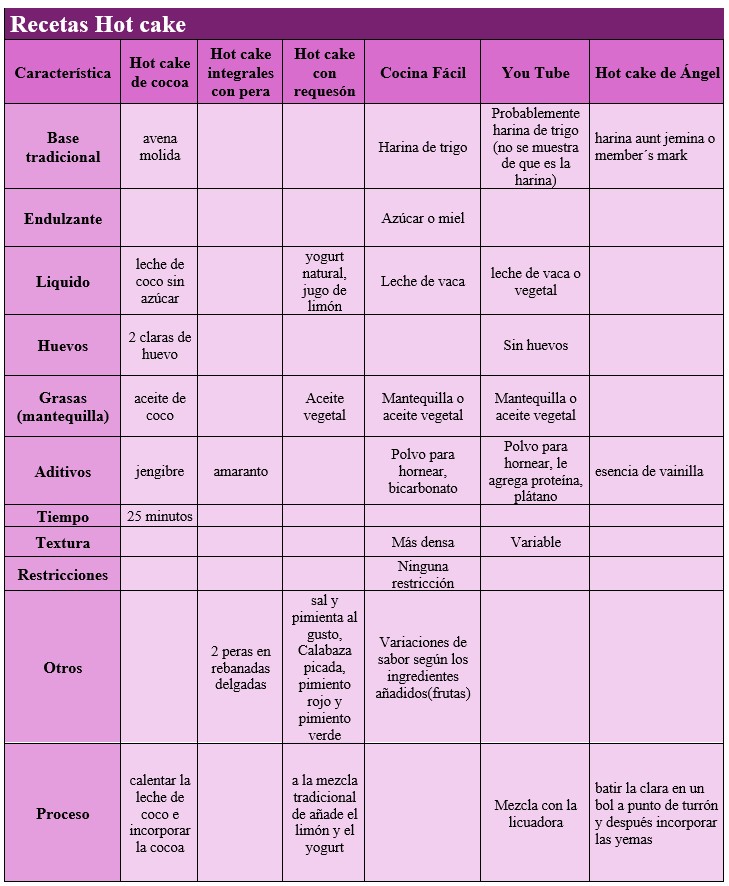 Recetas Hot cake
Característica
Hot cake
de cocoa
Hot cake
integrales
con pera
Hot cake
con
requesón
Cocina Fácil
You Tube
Hot cake de Ángel
Base
tradicional
avena
molida
Harina de trigo
Probablemente
harina de trigo
(no se muestra
de que es la
harina)
harina aunt jemina o
member´s mark
Endulzante
Azúcar o miel
Liquido
leche de
coco sin
azúcar
yogurt
natural,
jugo de
limón
Leche de vaca
leche de vaca o
vegetal
Huevos
2 claras de
huevo
Sin huevos
Grasas
(mantequilla)
aceite de
coco
Aceite
vegetal
Mantequilla o
aceite vegetal
Mantequilla o
aceite vegetal
Aditivos
jengibre
amaranto
Polvo para
hornear,
bicarbonato
Polvo para
hornear, le
agrega proteína,
plátano
esencia de vainilla
Tiempo
25 minutos
Textura
Más densa
Variable
Restricciones
Ninguna
restricción
Otros
2 peras en
rebanadas
delgadas
sal y
pimienta al
gusto,
Calabaza
picada,
pimiento
rojo y
pimiento
verde
Variaciones de
sabor según los
ingredientes
añadidos(frutas)
Proceso
calentar la
leche de
coco e
incorporar
la cocoa
a la mezcla
tradicional
de añade el
limón y el
yogurt
Mezcla con la
licuadora
batir la clara en un
bol a punto de turrón
y después incorporar
las yemas